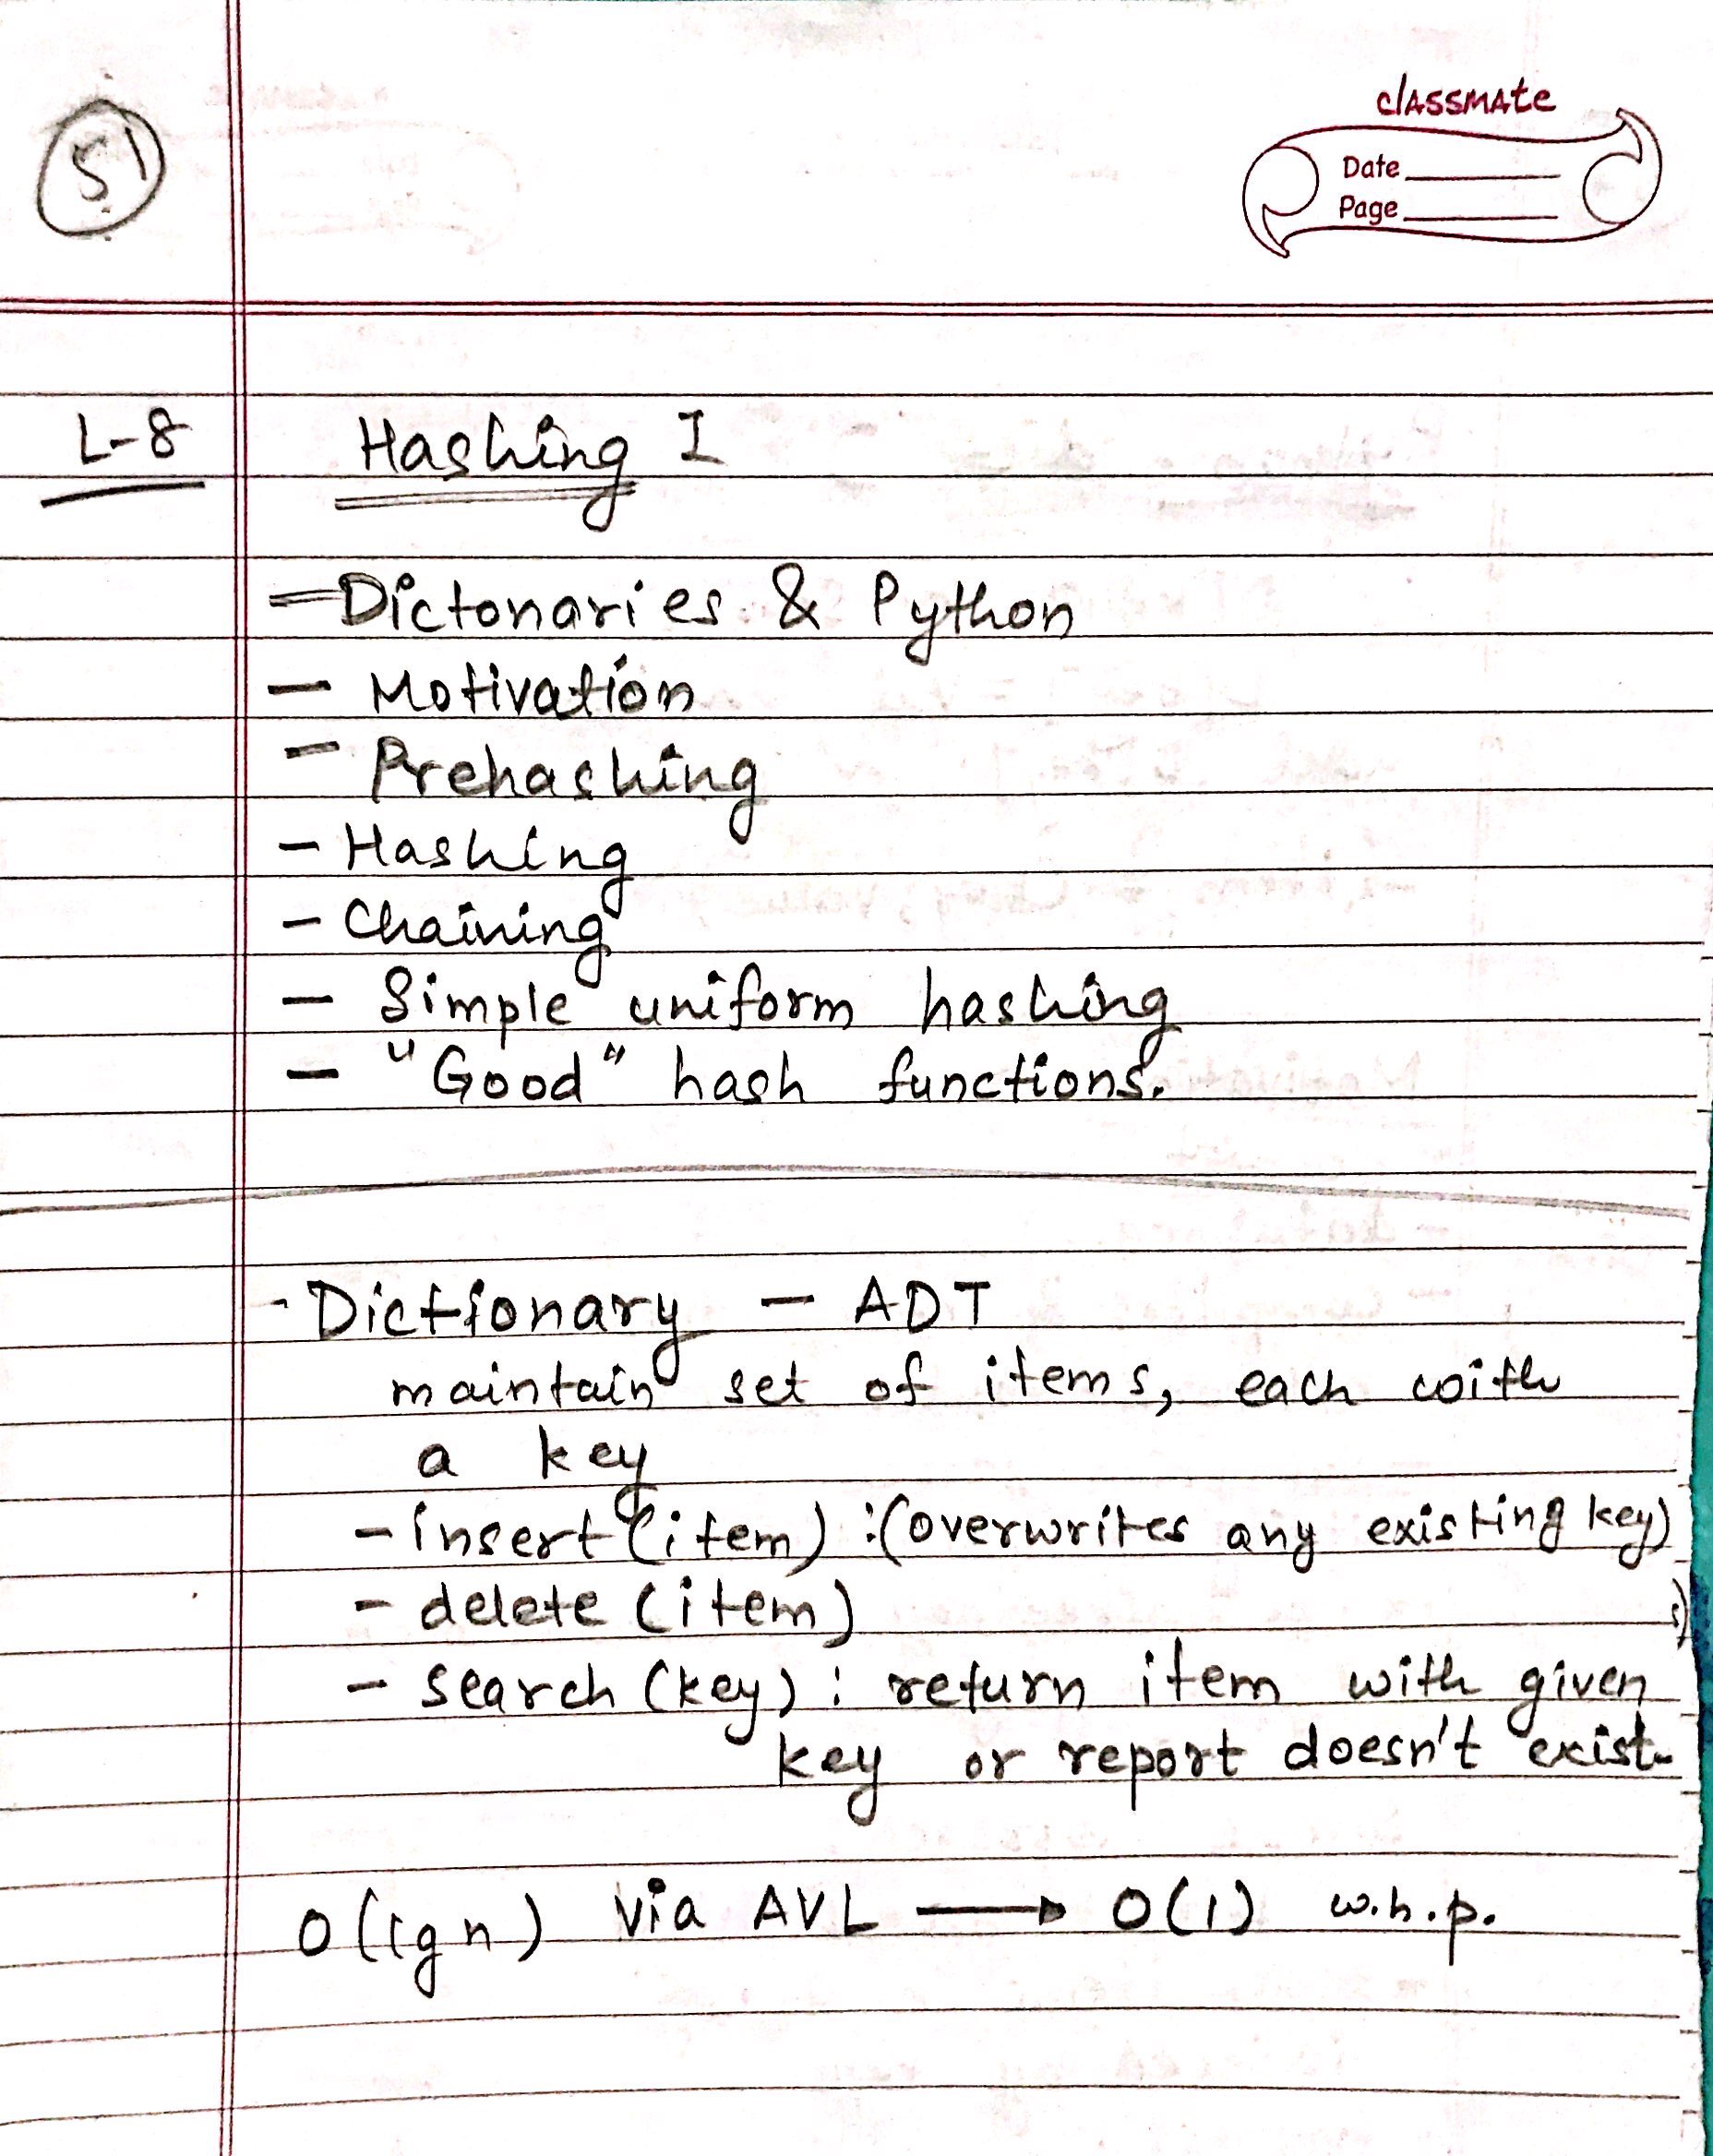 classmate
Date
Page
51
L-8 Hashing I
- Dictonaries & Python
- Motivation
- Prehashing
- Hashing
- Chaining
- Simple uniform hashing
- "Good" hash functions.
- Dictionary - ADT
maintain set of items, each with
a key
- insert (item) : (overwrites any existing key)
- delete (item)
- search (key) : return item with given
key or report doesn't exist.
O(lgn) via AVL → O(1) w.h.p.